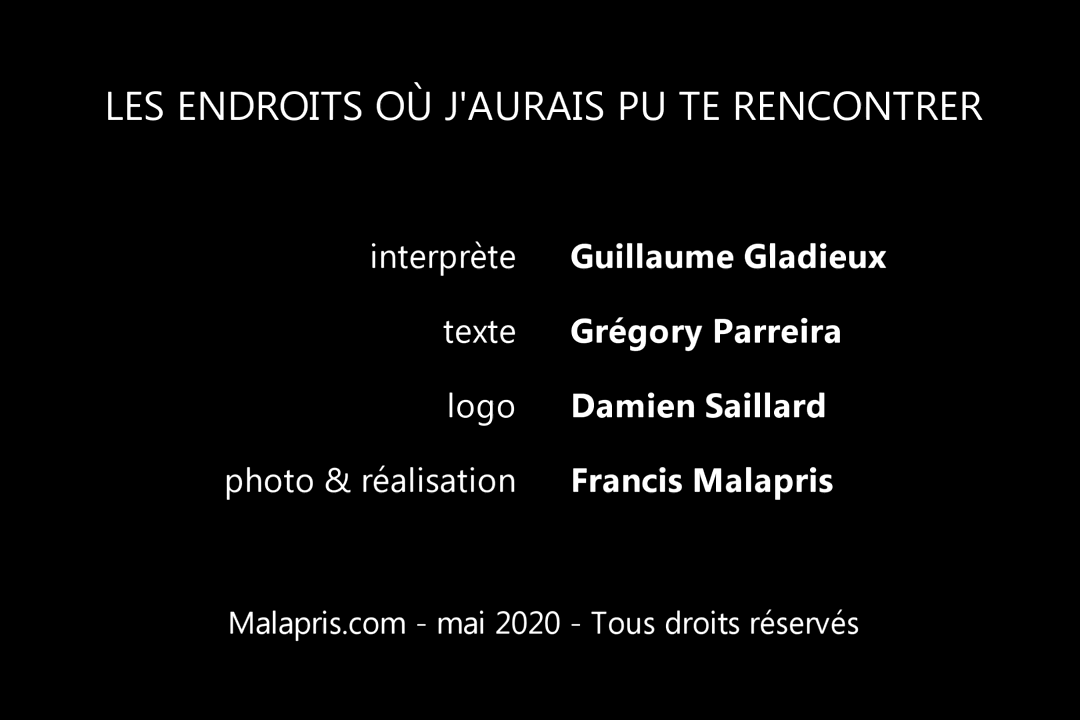 LES ENDROITS OÙ J'AURAIS PU TE RENCONTRER
interprète Guillaume Gladieux
texte Grégory Parreira
logo Damien Saillard
photo & réalisation Francis Malapris
Malapris.com - mai 2020 - Tous droits réservés